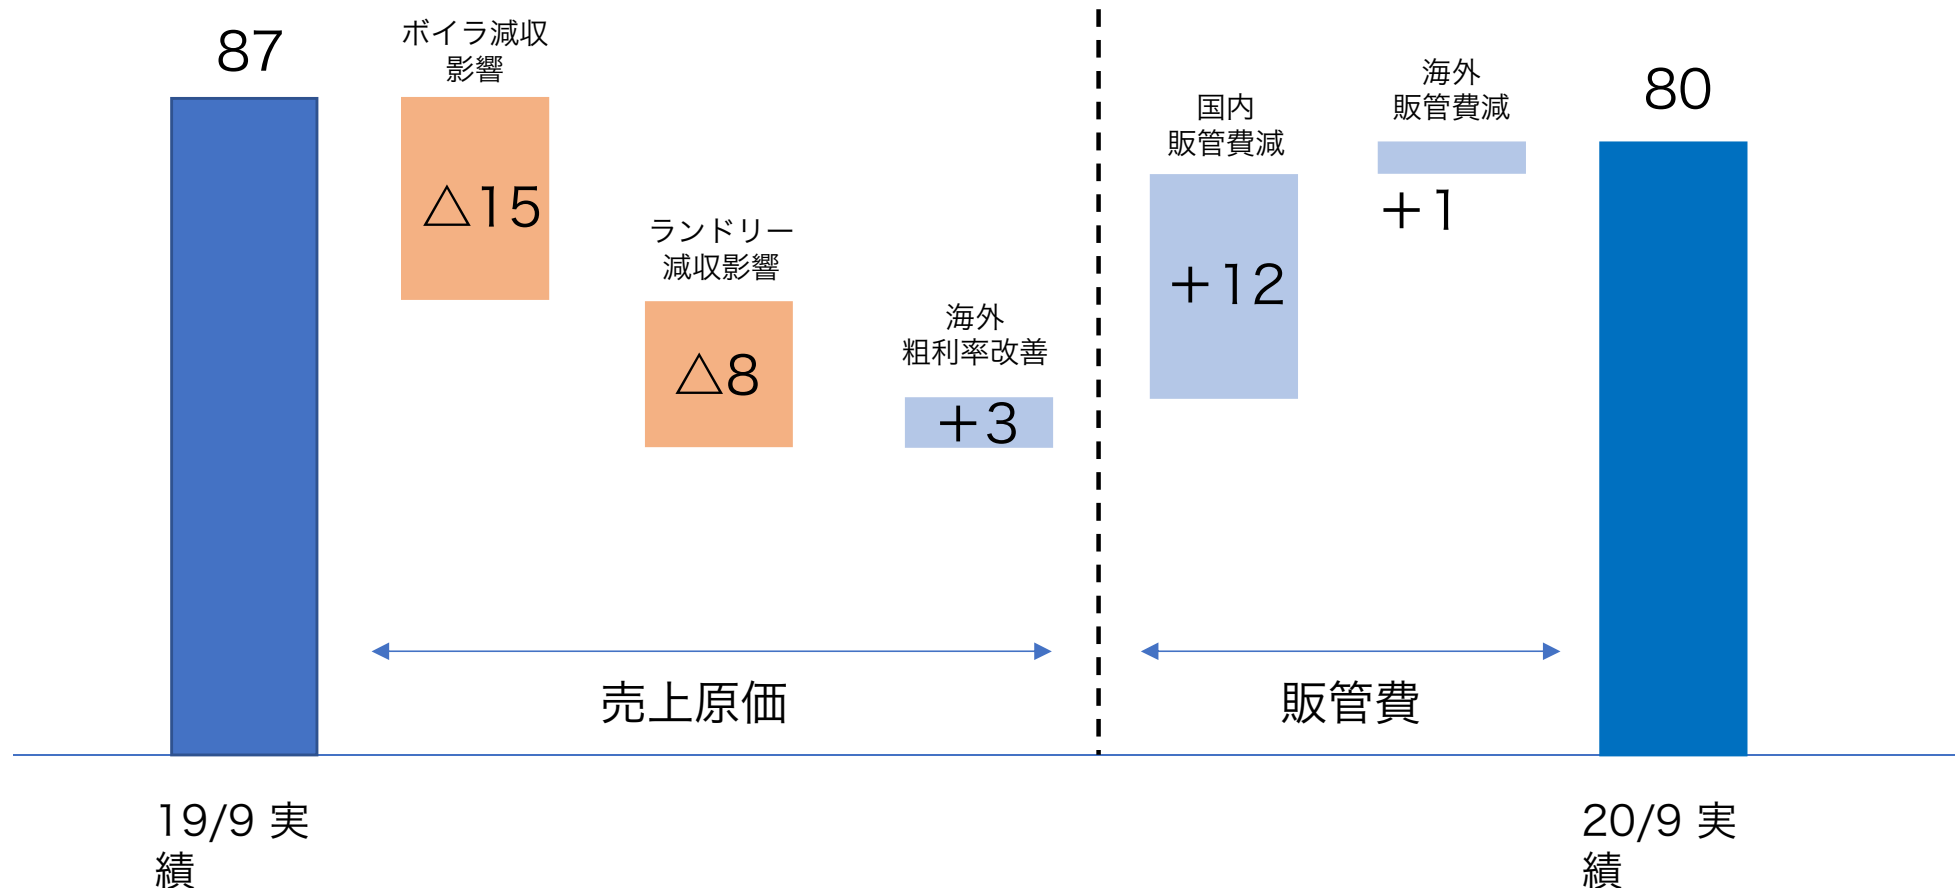 87
ボイラ減収
影響
△15
ランドリー
減収影響
△8
海外
粗利率改善
+3
国内
販管費減
+12
海外
販管費減
+1
80
売上原価
販管費
19/9 実
績
20/9 実
績